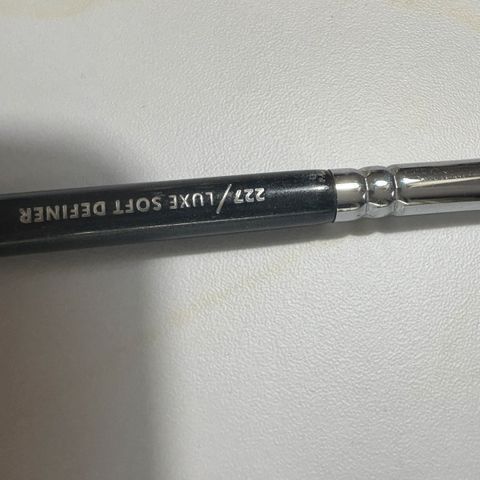 227/LUXE SOFT DEFINER